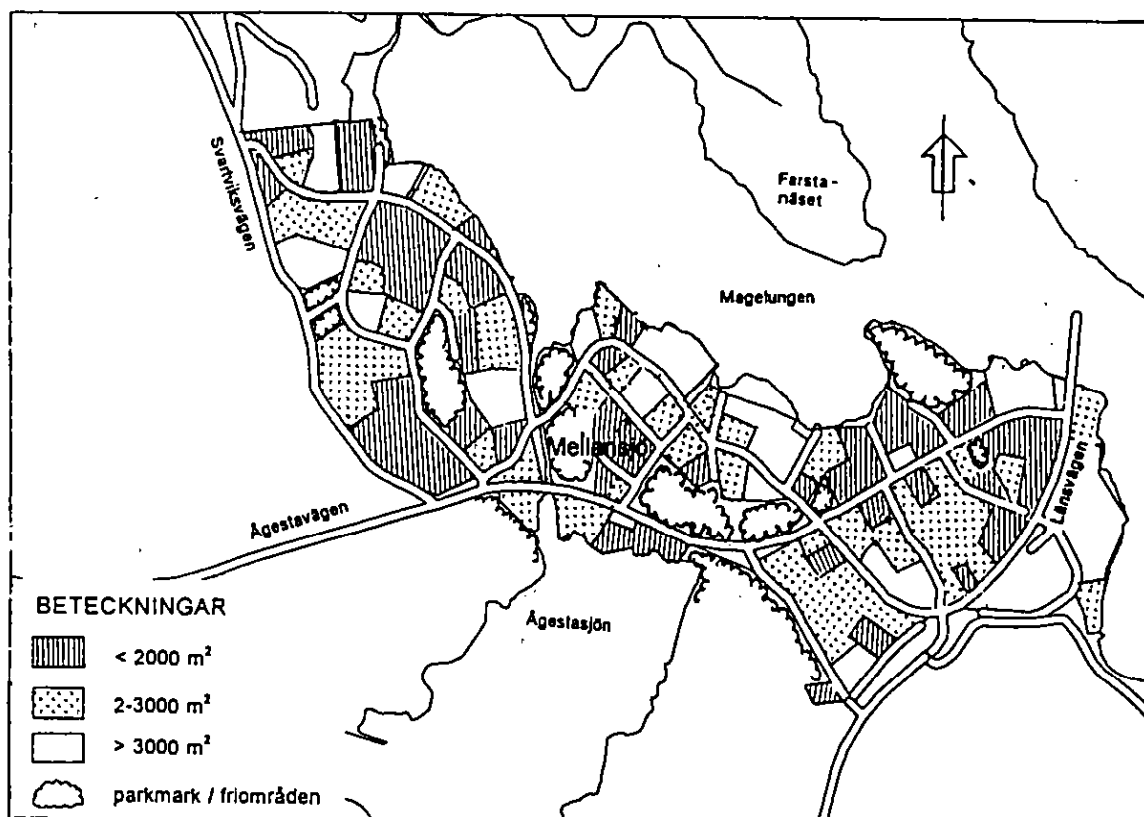 Svartviksvägen
Farsta-
näset
Magelungen
Mellansjö
Länsvägen
Ågestavägen
Ågestasjön
BETECKNINGAR
< 2000 m²
2-3000 m²
> 3000 m²
parkmark / friområden